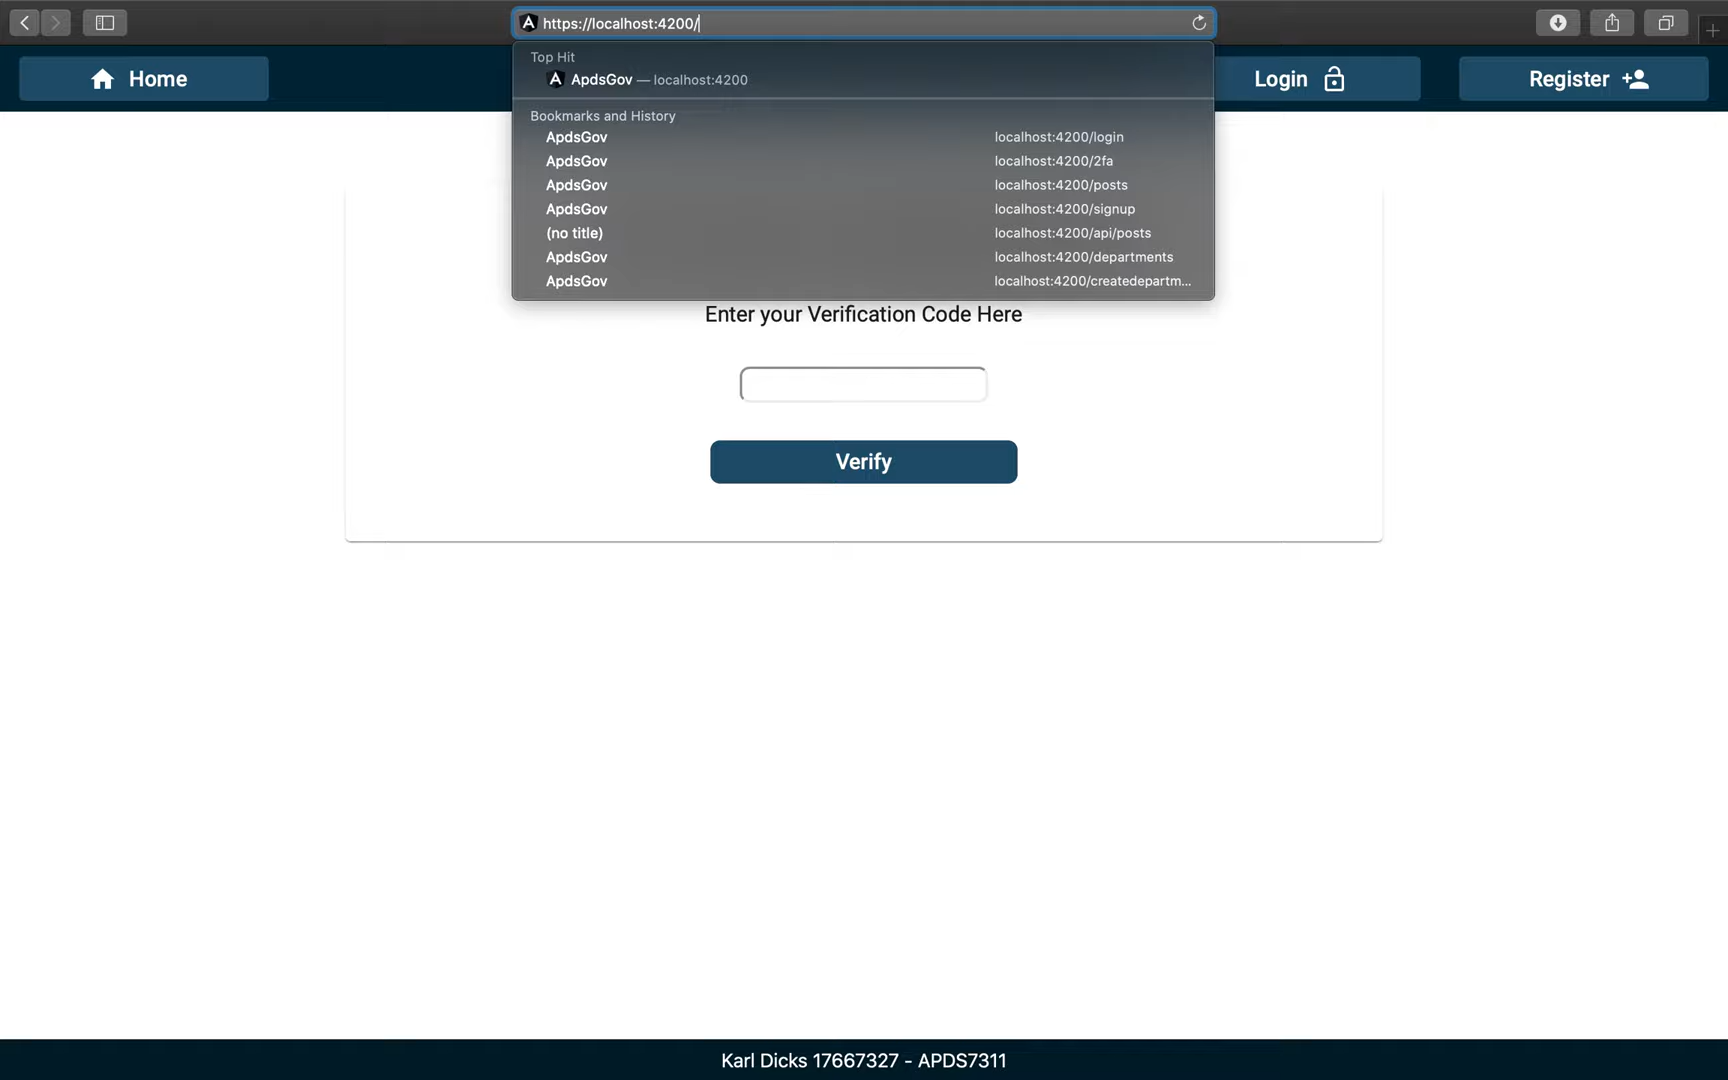 https://localhost:4200/
Top Hit
ApdsGov — localhost:4200
Home
Login
Register
Bookmarks and History
ApdsGov localhost:4200/login
ApdsGov localhost:4200/2fa
ApdsGov localhost:4200/posts
ApdsGov localhost:4200/signup
(no title) localhost:4200/api/posts
ApdsGov localhost:4200/departments
ApdsGov localhost:4200/createdepartm...
Enter your Verification Code Here
Verify
Karl Dicks 17667327 - APDS7311